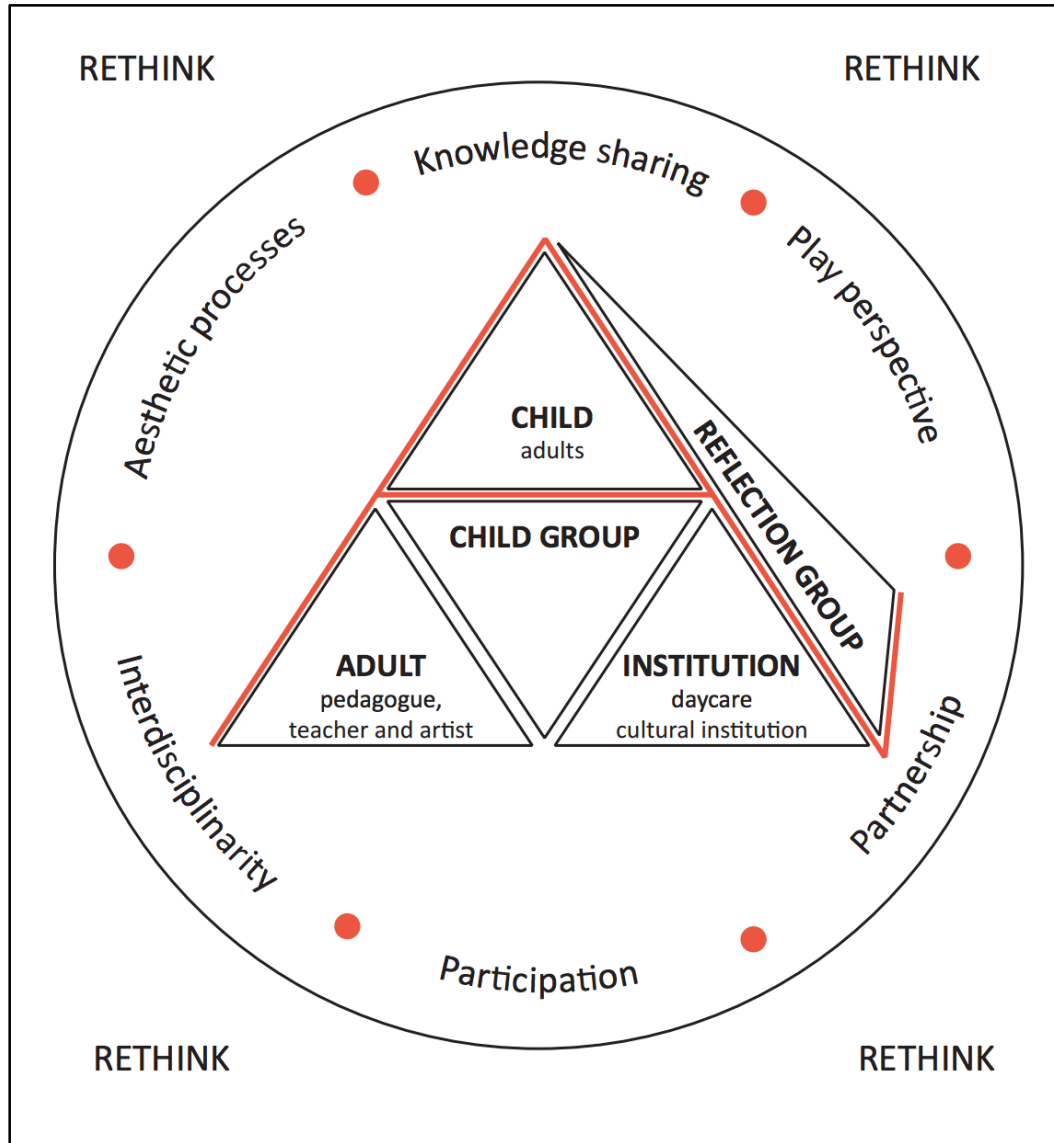 RETHINK
RETHINK
Knowledge sharing
Aesthetic processes
Play perspective
CHILD
adults
REFLECTION GROUP
CHILD GROUP
ADULT
pedagogue,
teacher and artist
INSTITUTION
daycare
cultural institution
Interdisciplinarity
Partnership
Participation
RETHINK
RETHINK